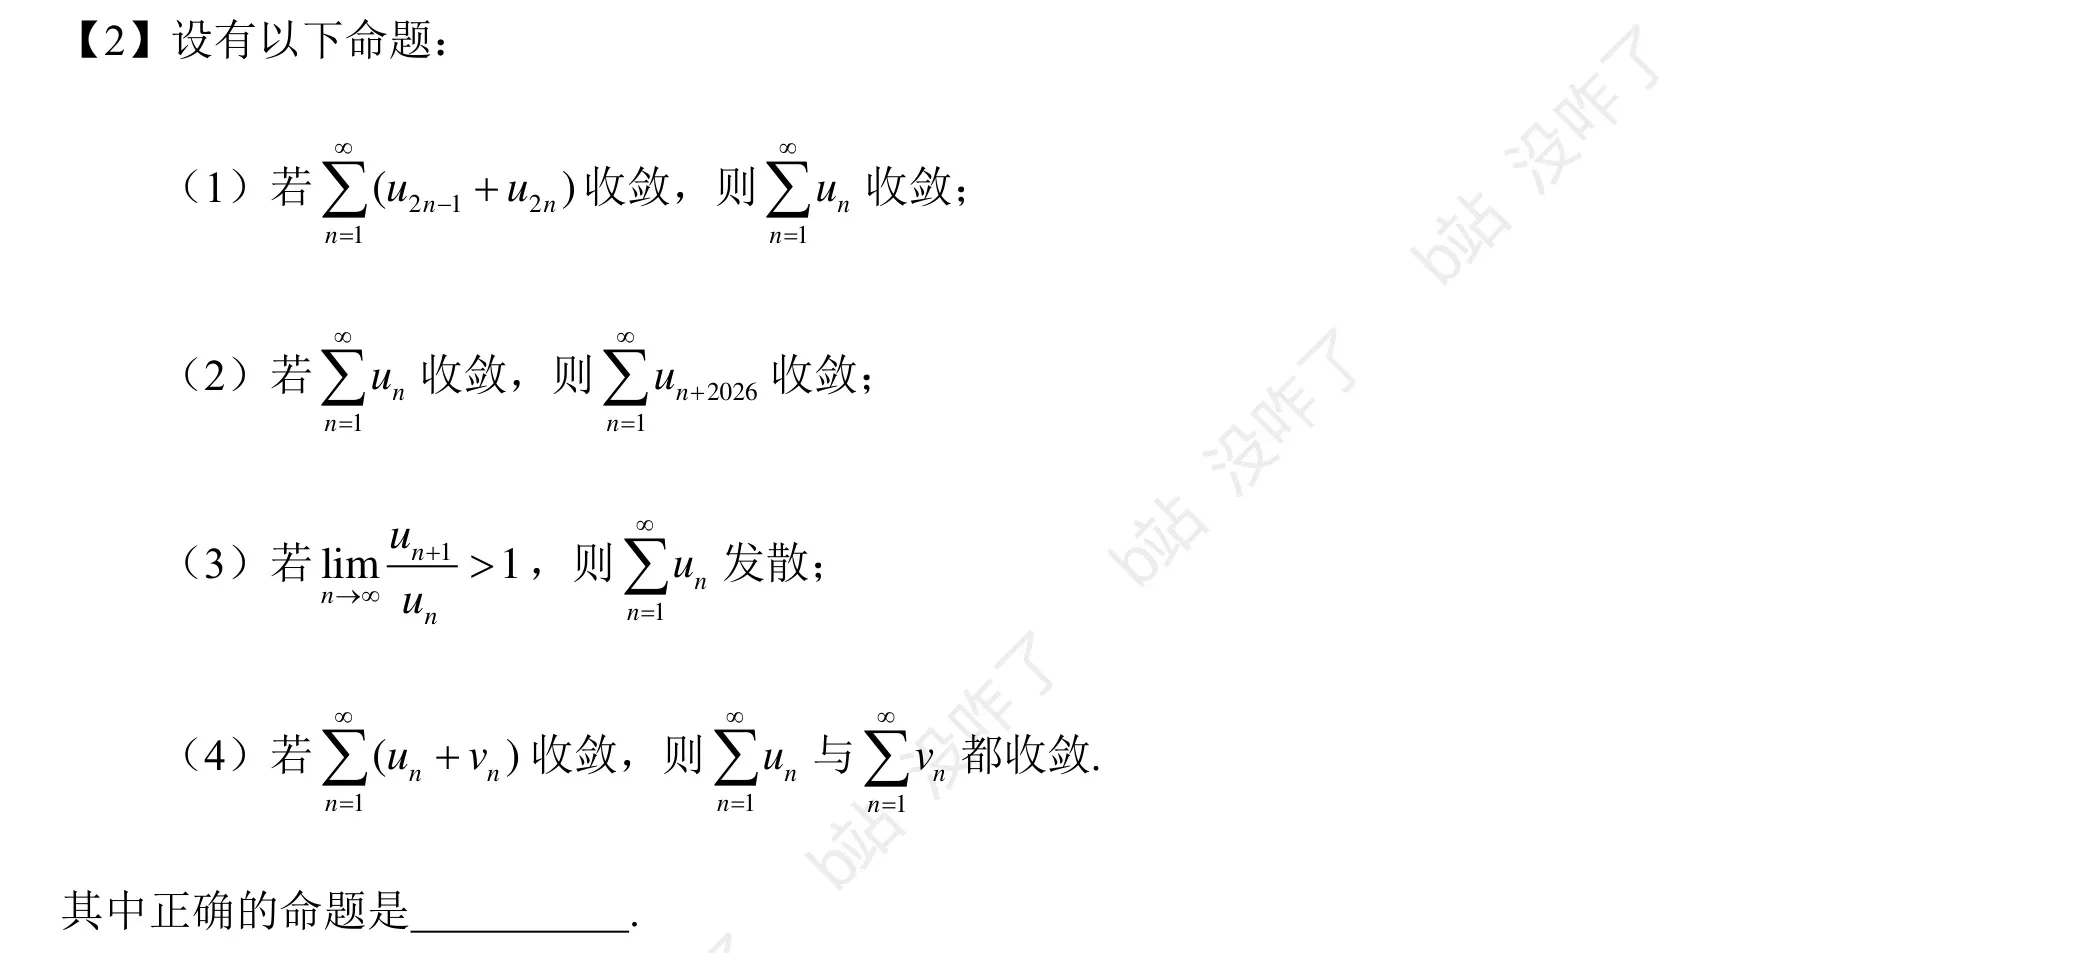 【2】设有以下命题：
（1）若 $\sum_{n=1}^{\infty}(u_{2n-1}+u_{2n})$ 收敛，则 $\sum_{n=1}^{\infty}u_n$ 收敛；
（2）若 $\sum_{n=1}^{\infty}u_n$ 收敛，则 $\sum_{n=1}^{\infty}u_{n+2026}$ 收敛；
（3）若 $\lim_{n\to\infty}\frac{u_{n+1}}{u_n}>1$，则 $\sum_{n=1}^{\infty}u_n$ 发散；
（4）若 $\sum_{n=1}^{\infty}(u_n+v_n)$ 收敛，则 $\sum_{n=1}^{\infty}u_n$ 与 $\sum_{n=1}^{\infty}v_n$ 都收敛.
其中正确的命题是__________.
b站 没咋了
b站 没咋了
b站 没咋了
了